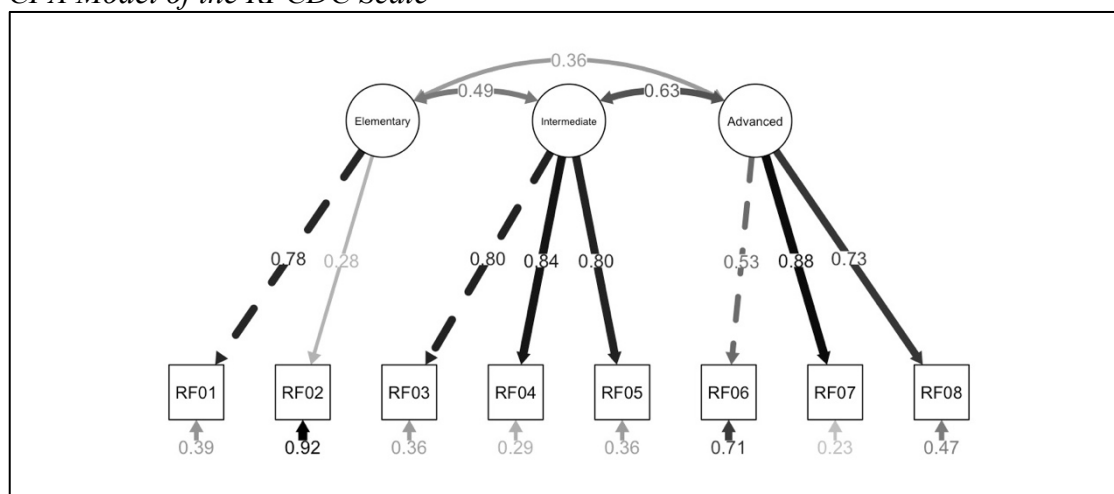 CFA Model of the RFCDC Scale
0.36
0.49 0.63
Elementary Intermediate Advanced
0.78 0.28 0.80 0.84 0.80 0.53 0.88 0.73
RF01 RF02 RF03 RF04 RF05 RF06 RF07 RF08
0.39 0.92 0.36 0.29 0.36 0.71 0.23 0.47